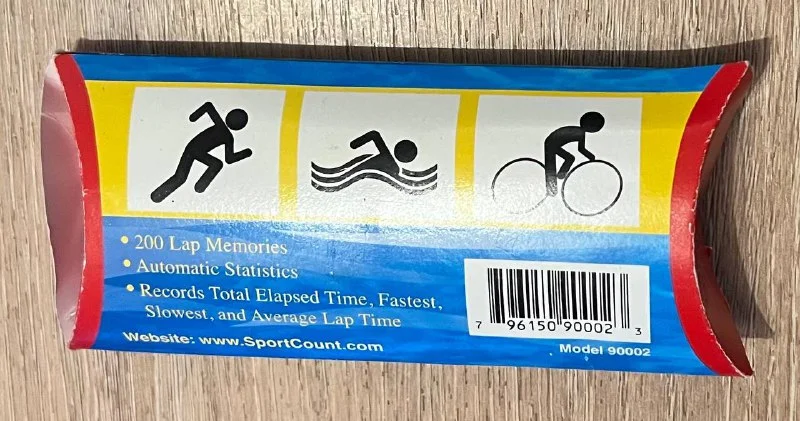 • 200 Lap Memories
• Automatic Statistics
• Records Total Elapsed Time, Fastest,
Slowest, and Average Lap Time
Website: www.SportCount.com
7 96150 90002 3
Model 90002